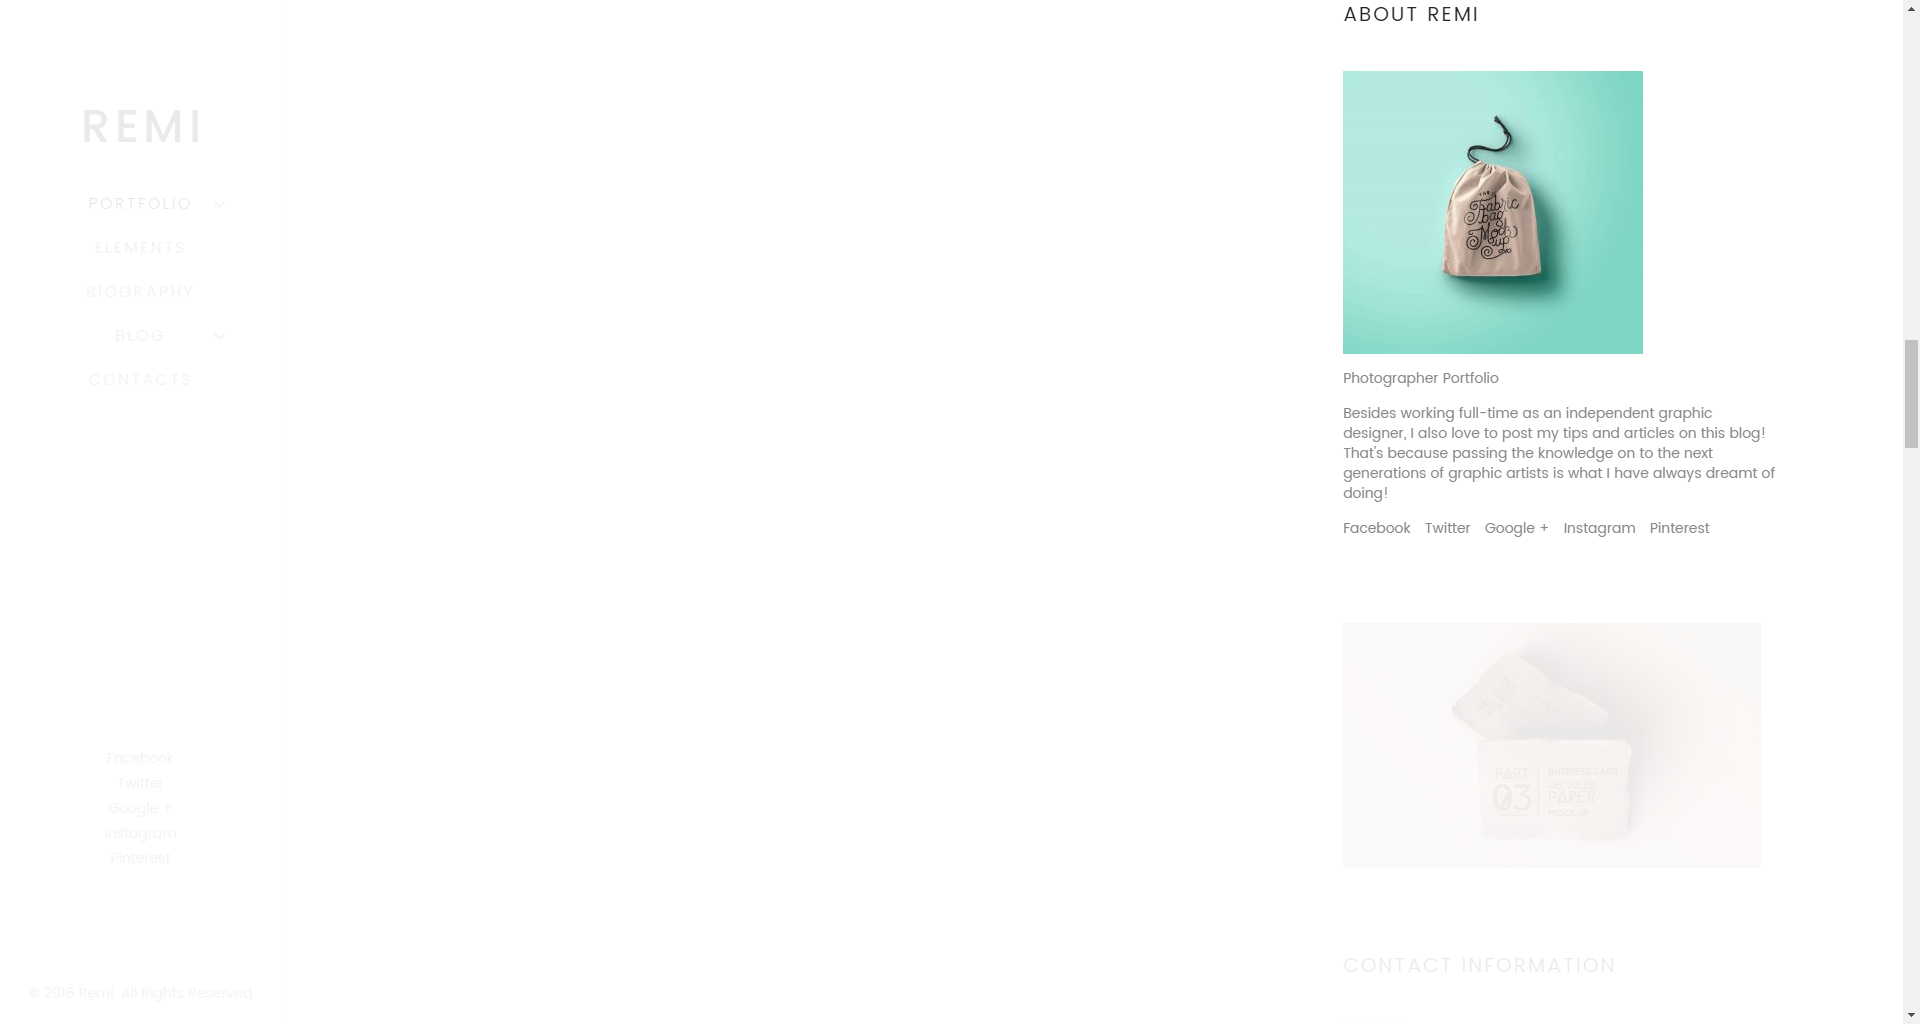 REMI
PORTFOLIO
ELEMENTS
BIOGRAPHY
BLOG
CONTACTS
Facebook
Twitter
Google +
Instagram
Pinterest
© 2016 Remi. All Rights Reserved
ABOUT REMI
THE
Fabric
bag
Mock
up
Photographer Portfolio
Besides working full-time as an independent graphic
designer, I also love to post my tips and articles on this blog!
That's because passing the knowledge on to the next
generations of graphic artists is what I have always dreamt of
doing!
Facebook Twitter Google + Instagram Pinterest
PART
03
BUSINESS CARD
RECYCLED
PAPER
MOCK UP
CONTACT INFORMATION